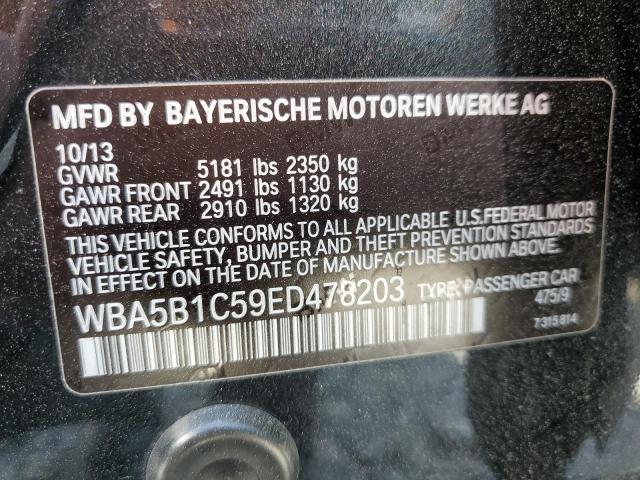 MFD BY BAYERISCHE MOTOREN WERKE AG
10/13
GVWR 5181 lbs 2350 kg
GAWR FRONT 2491 lbs 1130 kg
GAWR REAR 2910 lbs 1320 kg
THIS VEHICLE CONFORMS TO ALL APPLICABLE U.S.FEDERAL MOTOR
VEHICLE SAFETY, BUMPER AND THEFT PREVENTION STANDARDS
IN EFFECT ON THE DATE OF MANUFACTURE SHOWN ABOVE.
WBA5B1C59ED478203 TYPE: PASSENGER CAR
475/9
7315814